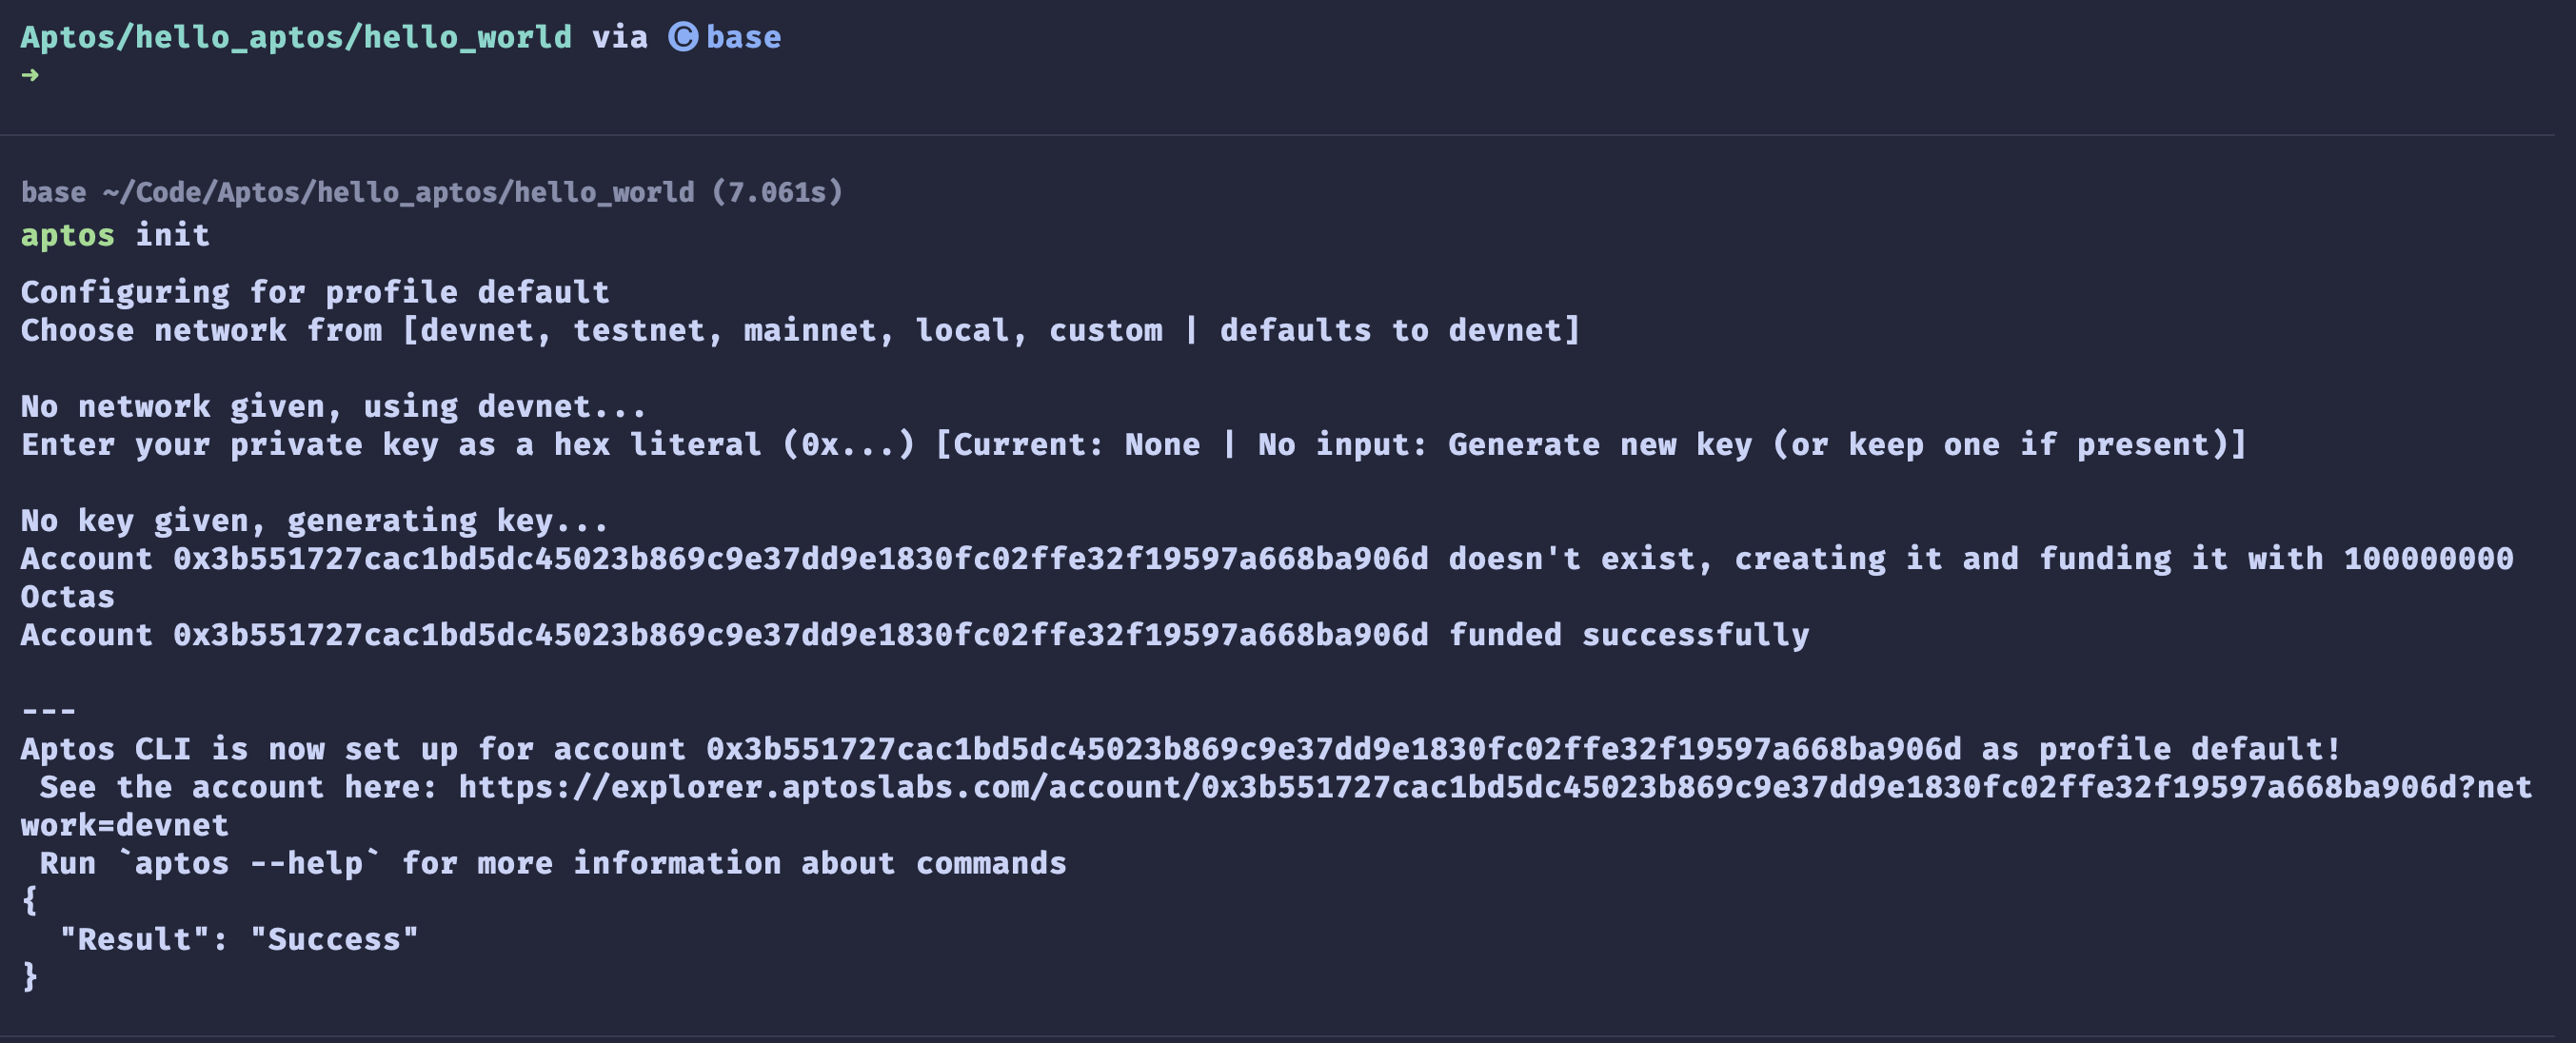 Aptos/hello_aptos/hello_world via © base
➜
base ~/Code/Aptos/hello_aptos/hello_world (7.061s)
aptos init
Configuring for profile default
Choose network from [devnet, testnet, mainnet, local, custom | defaults to devnet]
No network given, using devnet...
Enter your private key as a hex literal (0x...) [Current: None | No input: Generate new key (or keep one if present)]
No key given, generating key...
Account 0x3b551727cac1bd5dc45023b869c9e37dd9e1830fc02ffe32f19597a668ba906d doesn't exist, creating it and funding it with 100000000
Octas
Account 0x3b551727cac1bd5dc45023b869c9e37dd9e1830fc02ffe32f19597a668ba906d funded successfully
---
Aptos CLI is now set up for account 0x3b551727cac1bd5dc45023b869c9e37dd9e1830fc02ffe32f19597a668ba906d as profile default!
See the account here: https://explorer.aptoslabs.com/account/0x3b551727cac1bd5dc45023b869c9e37dd9e1830fc02ffe32f19597a668ba906d?net
work=devnet
Run `aptos --help` for more information about commands
{
"Result": "Success"
}